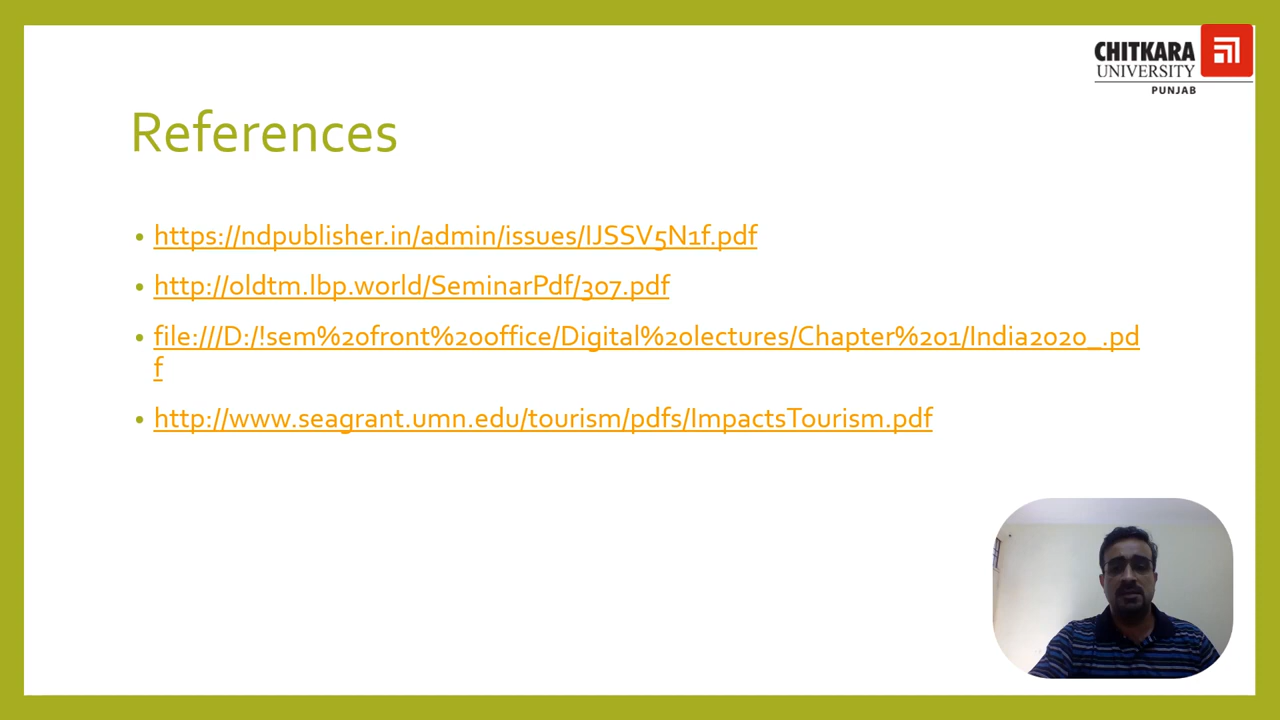 CHITKARA
UNIVERSITY
PUNJAB
References
• https://ndpublisher.in/admin/issues/IJSSV5N1f.pdf
• http://oldtm.lbp.world/SeminarPdf/307.pdf
• file:///D:/!sem%20front%20office/Digital%20lectures/Chapter%201/India2020_.pd
f
• http://www.seagrant.umn.edu/tourism/pdfs/ImpactsTourism.pdf